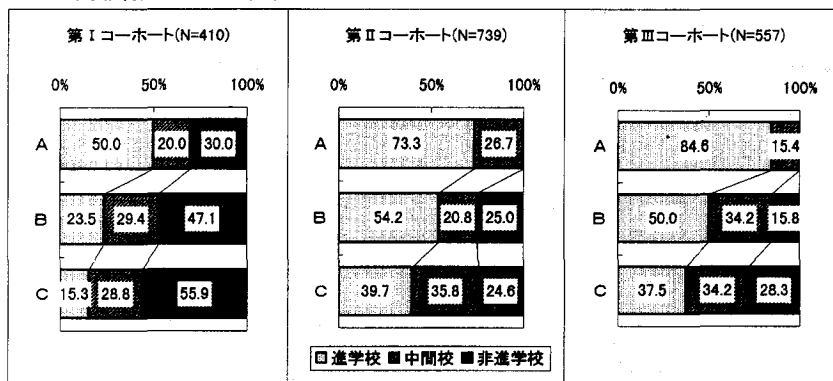 第Ⅰコーホート(N=410)
0% 50% 100%
A 50.0 20.0 30.0
B 23.5 29.4 47.1
C 15.3 28.8 55.9
第Ⅱコーホート(N=739)
0% 50% 100%
A 73.3 26.7
B 54.2 20.8 25.0
C 39.7 35.8 24.6
第Ⅲコーホート(N=557)
0% 50% 100%
A 84.6 15.4
B 50.0 34.2 15.8
C 37.5 34.2 28.3
進学校 中間校 非進学校